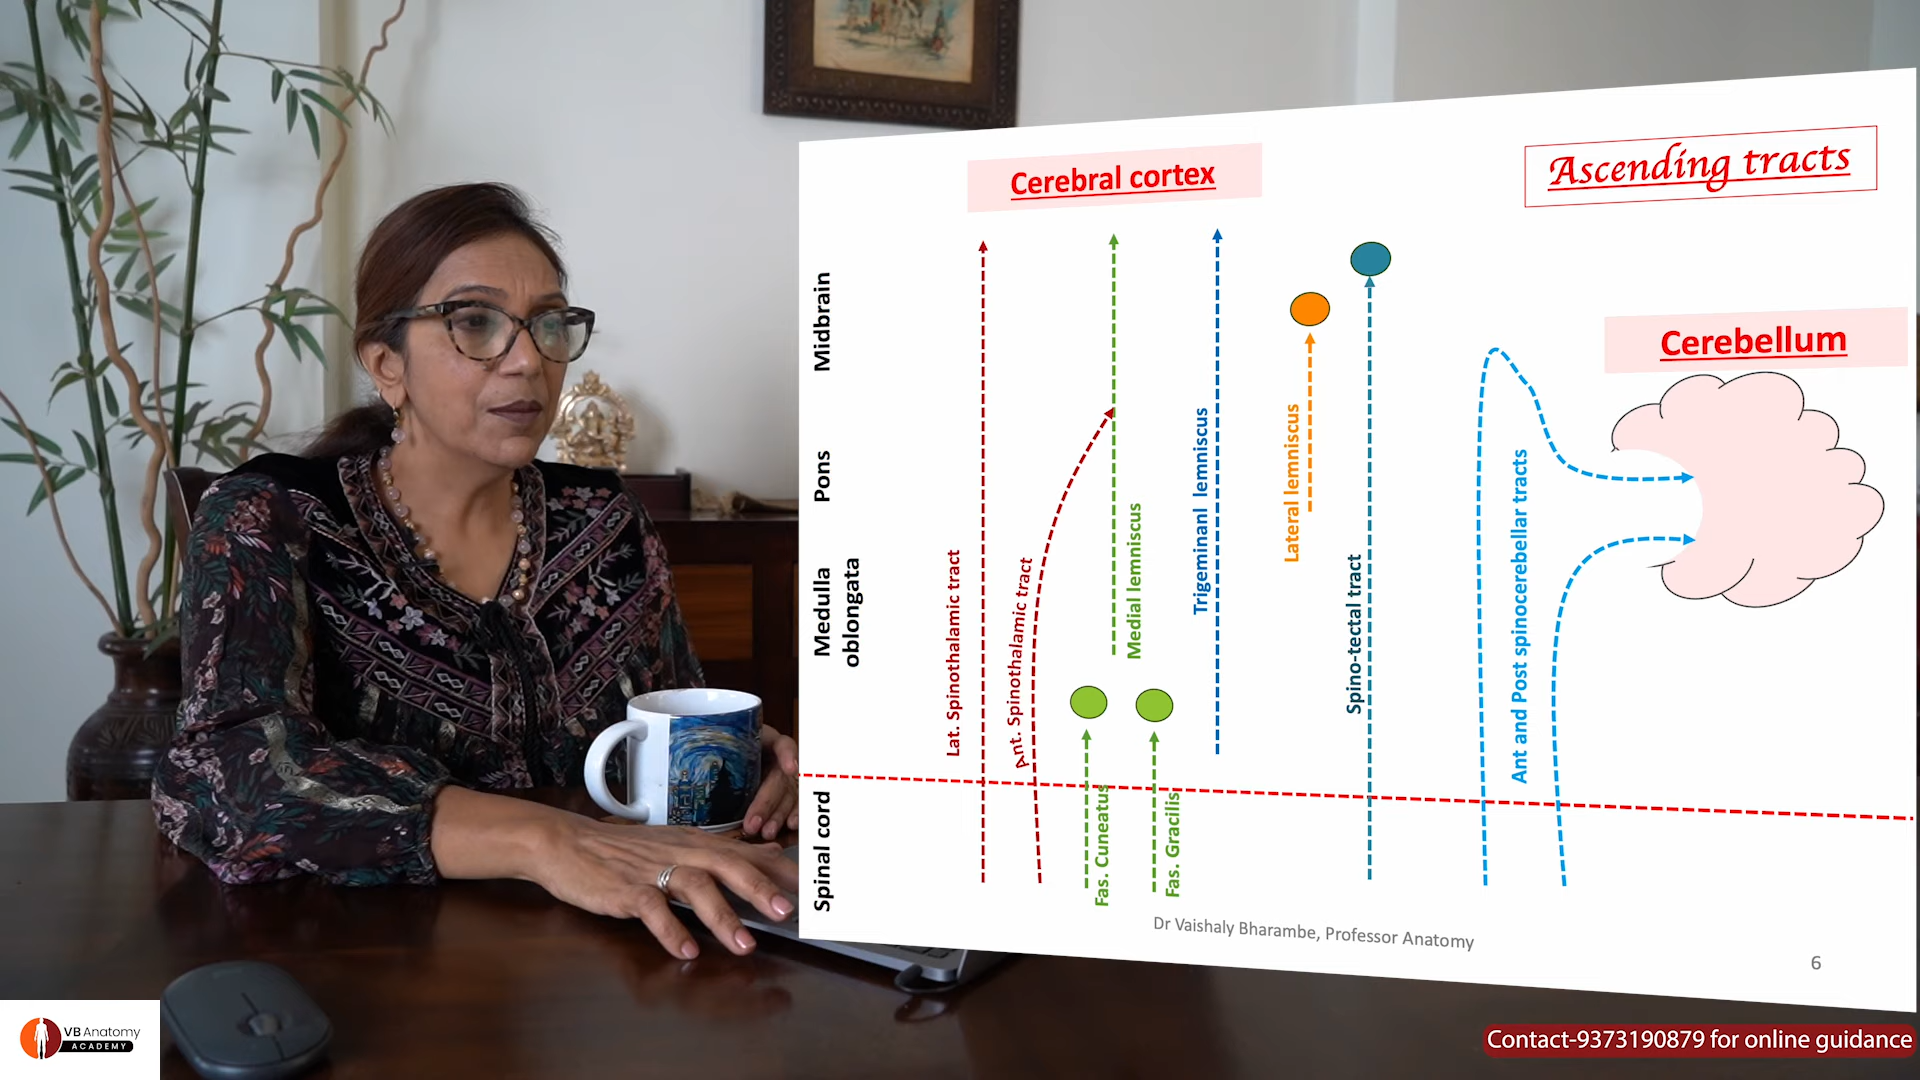 Ascending tracts
Cerebral cortex
Cerebellum
Midbrain
Pons
Medulla
oblongata
Spinal cord
Lat. Spinothalamic tract
Ant. Spinothalamic tract
Fas. Cuneatus
Fas. Gracilis
Medial lemniscus
Trigeminanl lemniscus
Lateral lemniscus
Spino-tectal tract
Ant and Post spinocerebellar tracts
Dr Vaishaly Bharambe, Professor Anatomy
6
VB Anatomy
ACADEMY
Contact-9373190879 for online guidance